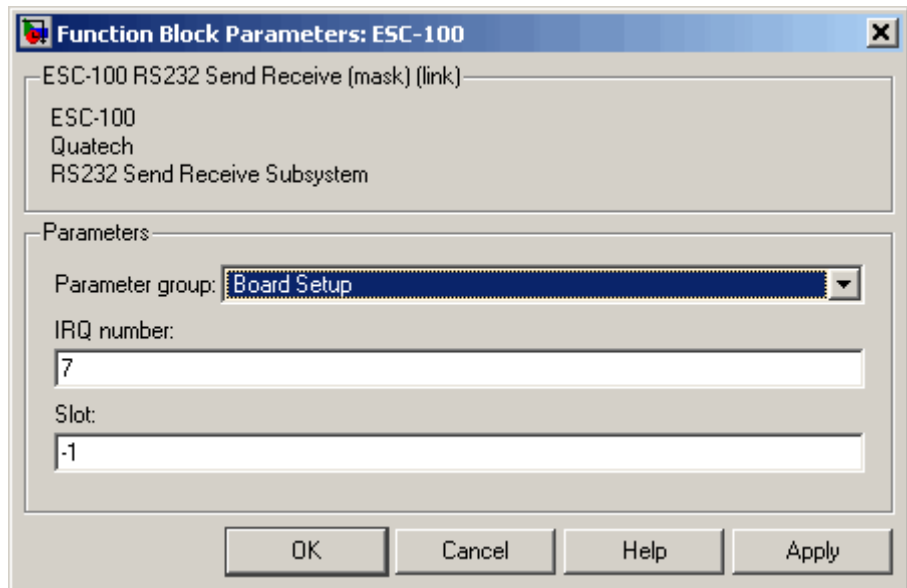 Function Block Parameters: ESC-100
ESC-100 RS232 Send Receive (mask) (link)
ESC-100
Quatech
RS232 Send Receive Subsystem
Parameters
Parameter group: Board Setup
IRQ number:
7
Slot:
-1
OK Cancel Help Apply